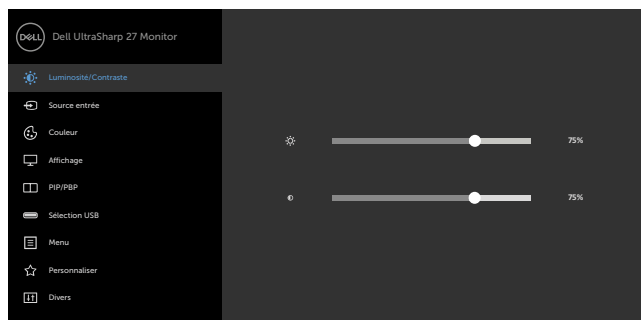 DELL Dell UltraSharp 27 Monitor
Luminosité/Contraste
Source entrée
Couleur
Affichage
PIP/PBP
Sélection USB
Menu
Personnaliser
Divers
75%
75%